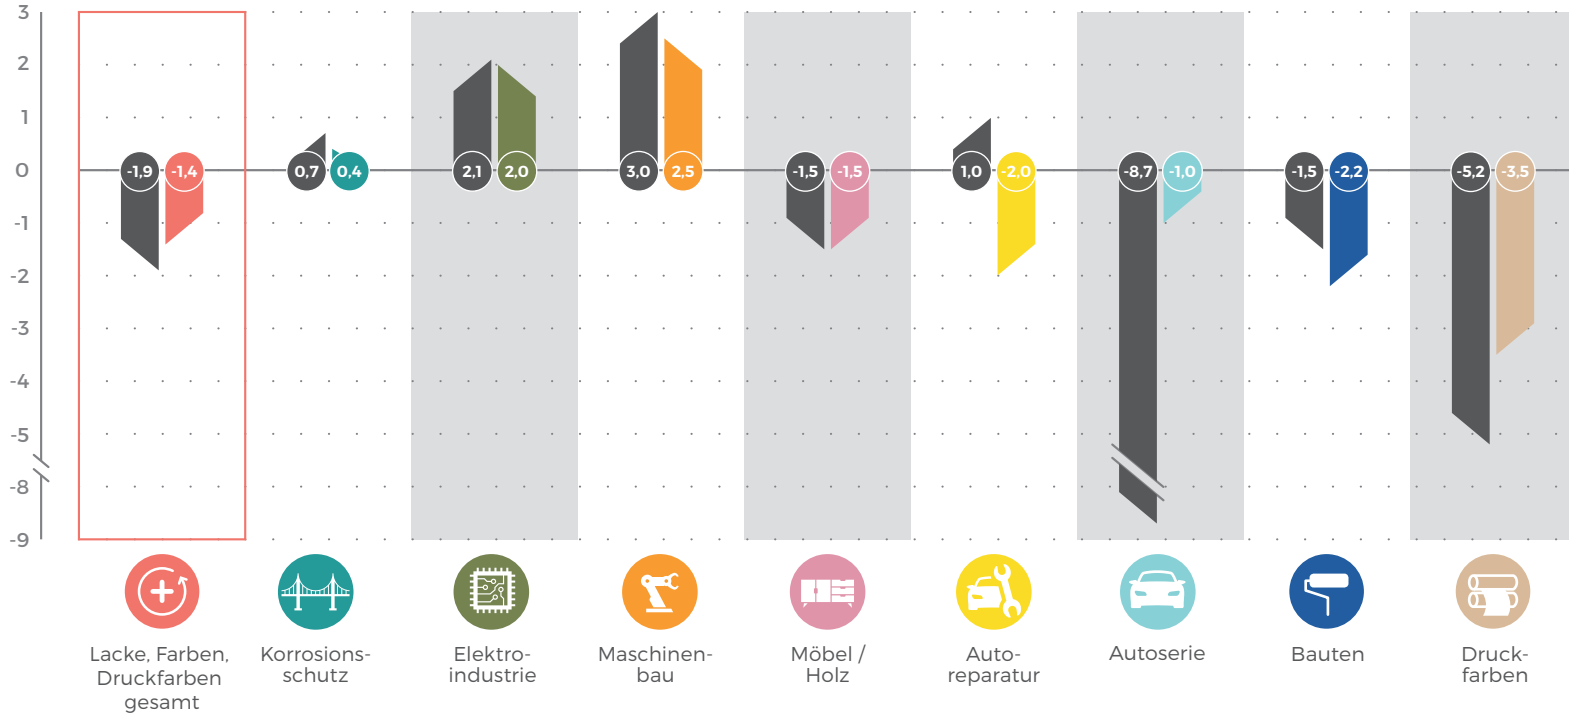 3
2
1
0
-1
-2
-3
-4
-5
-8
-9
-1,9 -1,4
0,7 0,4
2,1 2,0
3,0 2,5
-1,5 -1,5
1,0 -2,0
-8,7 -1,0
-1,5 -2,2
-5,2 -3,5
Lacke, Farben,
Druckfarben
gesamt
Korrosions-
schutz
Elektro-
industrie
Maschinen-
bau
Möbel /
Holz
Auto-
reparatur
Autoserie
Bauten
Druck-
farben